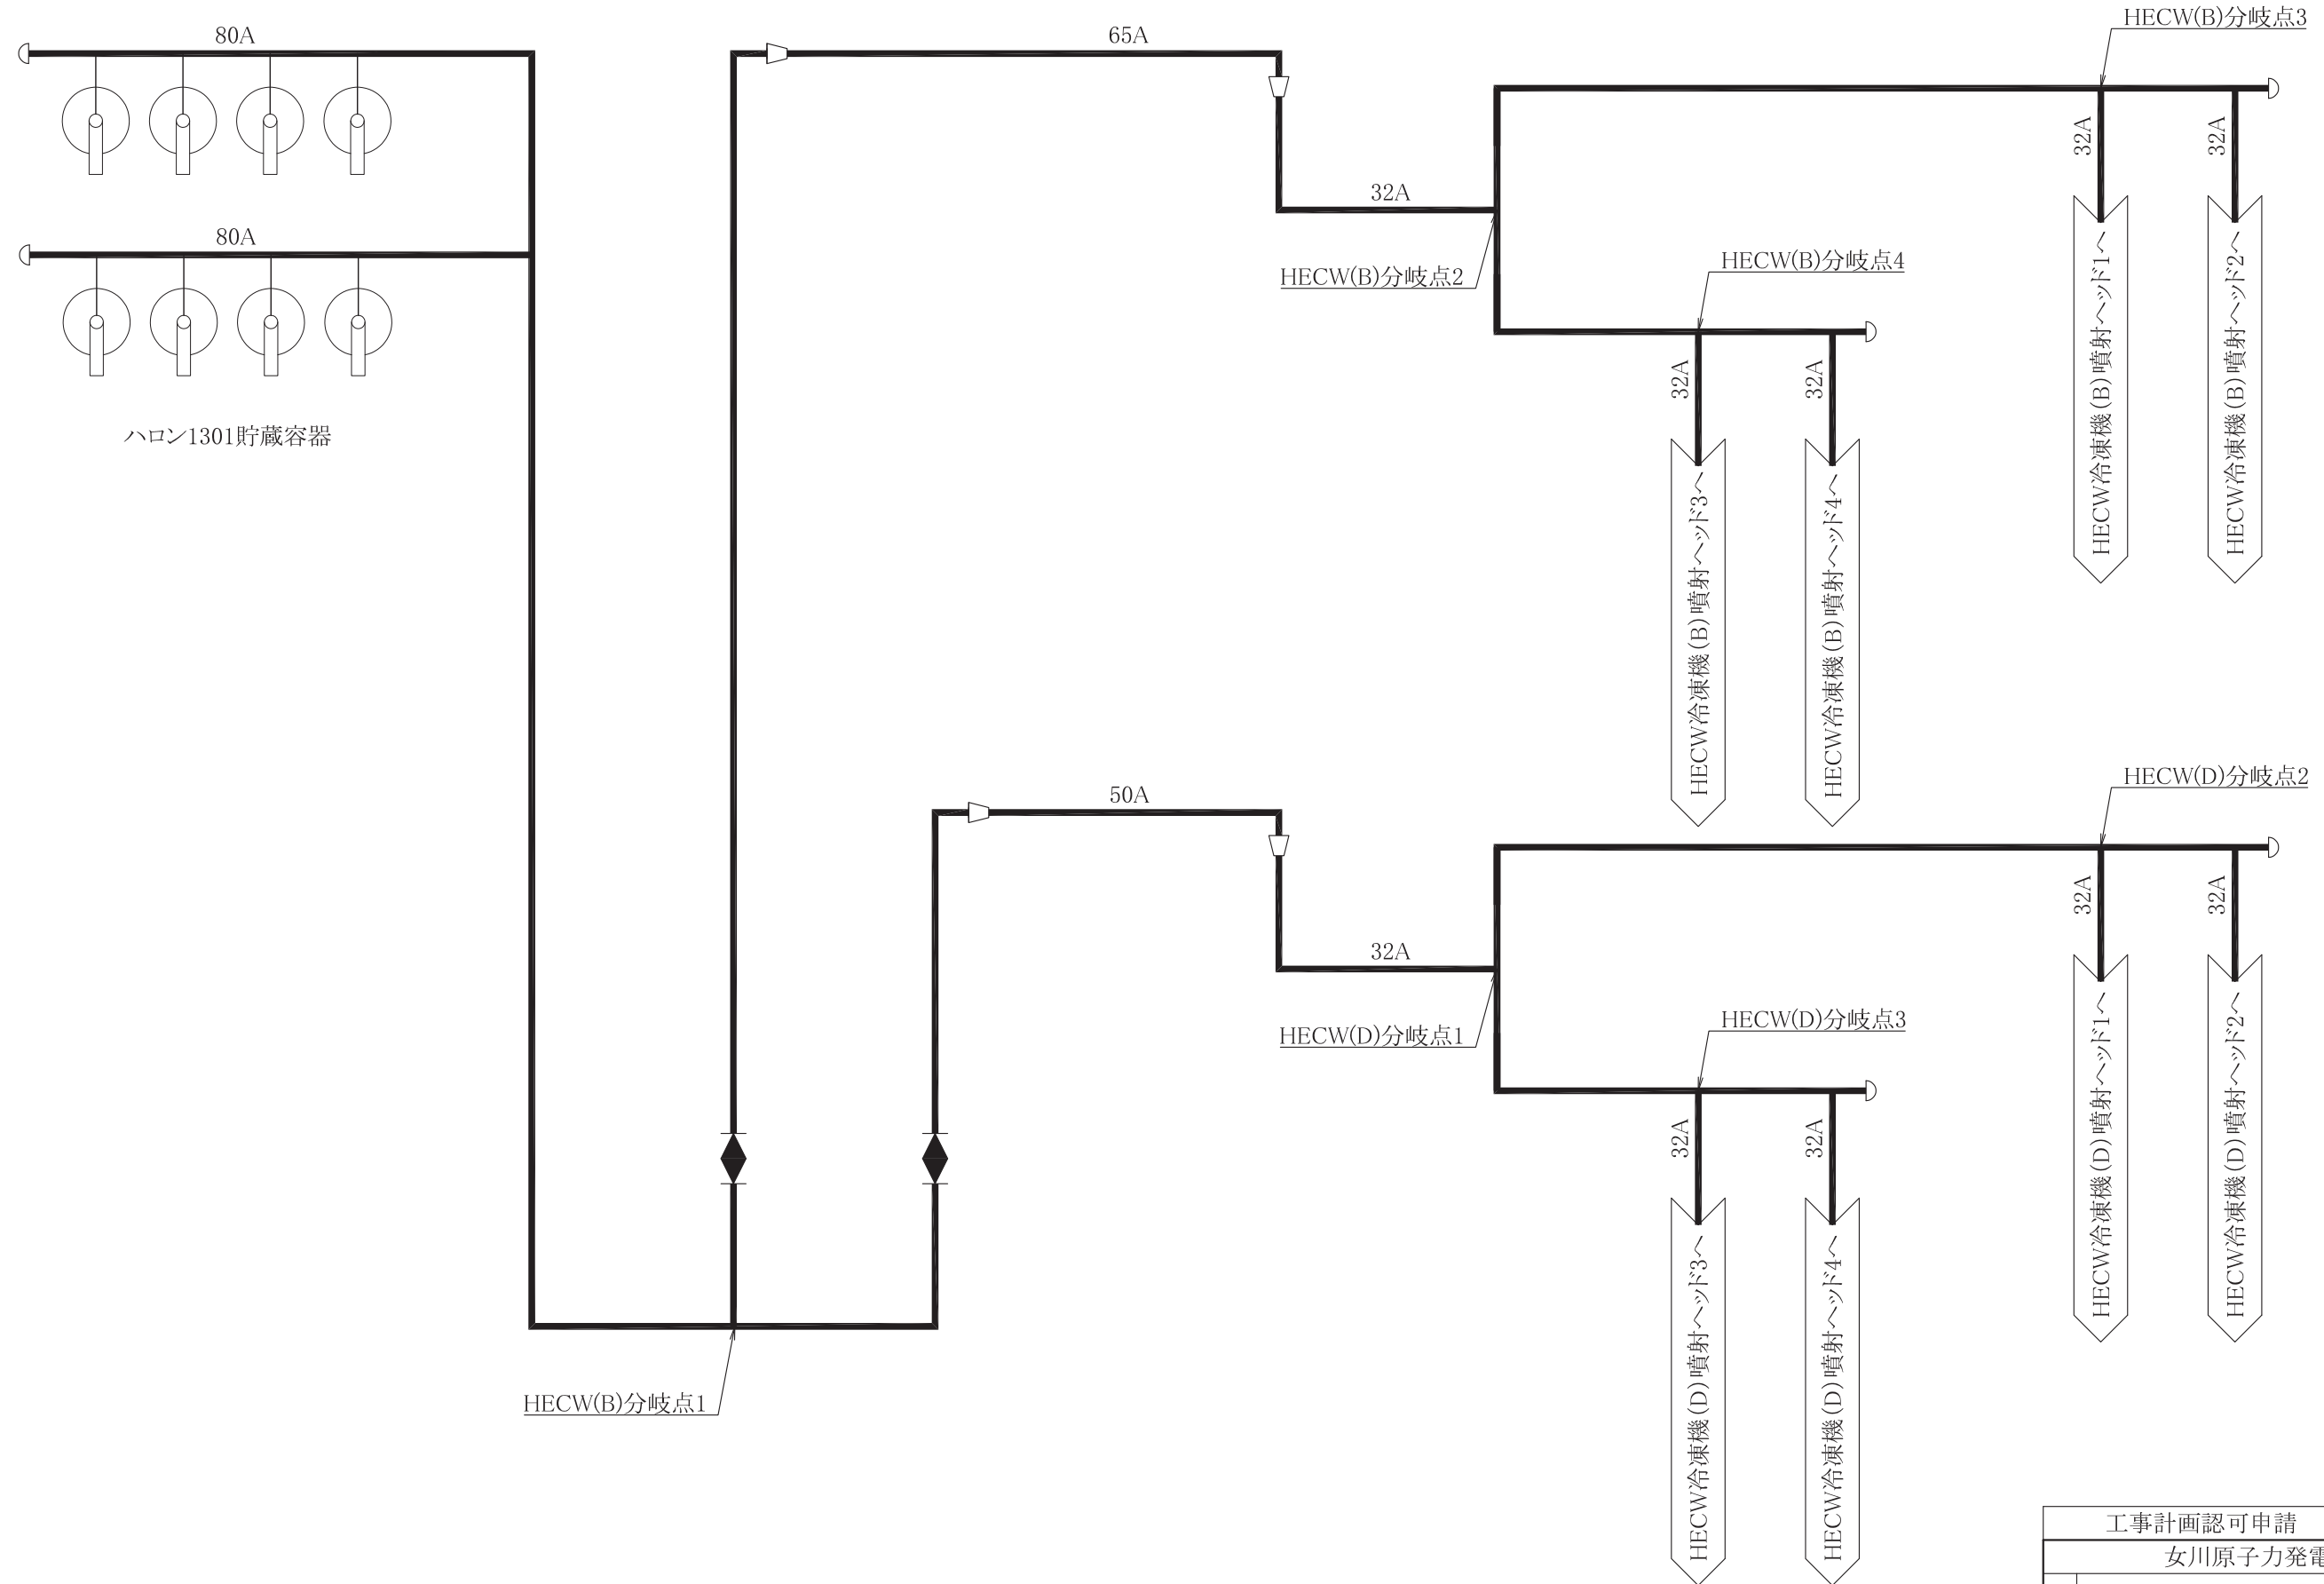 80A
65A
HECW(B)分岐点3
32A
32A
32A
80A
HECW(B)分岐点2
HECW(B)分岐点4
HECW冷凍機(B)噴射ヘッド1へ
HECW冷凍機(B)噴射ヘッド2へ
32A
32A
ハロン1301貯蔵容器
HECW冷凍機(B)噴射ヘッド3へ
HECW冷凍機(B)噴射ヘッド4へ
50A
HECW(D)分岐点2
32A
32A
32A
HECW(D)分岐点1
HECW(D)分岐点3
HECW冷凍機(D)噴射ヘッド1へ
HECW冷凍機(D)噴射ヘッド2へ
32A
32A
HECW冷凍機(D)噴射ヘッド3へ
HECW冷凍機(D)噴射ヘッド4へ
HECW(B)分岐点1
工事計画認可申請
女川原子力発電